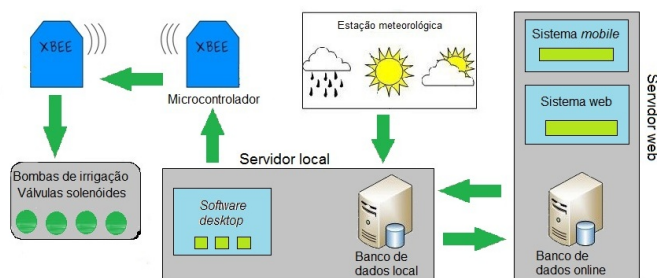 XBEE
XBEE
Microcontrolador
Estação meteorológica
Sistema mobile
Sistema web
Servidor web
Servidor local
Bombas de irrigação
Válvulas solenóides
Software
desktop
Banco de
dados local
Banco de
dados online